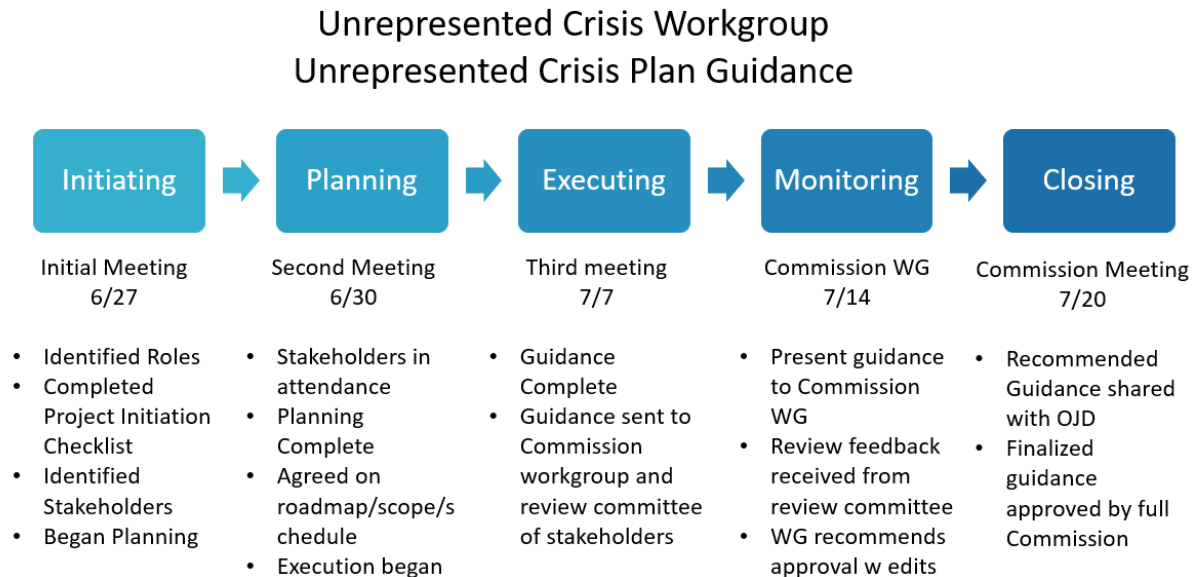 Unrepresented Crisis Workgroup
Unrepresented Crisis Plan Guidance
Initiating
Planning
Executing
Monitoring
Closing
Initial Meeting
6/27
• Identified Roles
• Completed
Project Initiation
Checklist
• Identified
Stakeholders
• Began Planning
Second Meeting
6/30
• Stakeholders in
attendance
• Planning
Complete
• Agreed on
roadmap/scope/s
chedule
• Execution began
Third meeting
7/7
• Guidance
Complete
• Guidance sent to
Commission
workgroup and
review committee
of stakeholders
Commission WG
7/14
• Present guidance
to Commission
WG
• Review feedback
received from
review committee
• WG recommends
approval w edits
Commission Meeting
7/20
• Recommended
Guidance shared
with OJD
• Finalized
guidance
approved by full
Commission